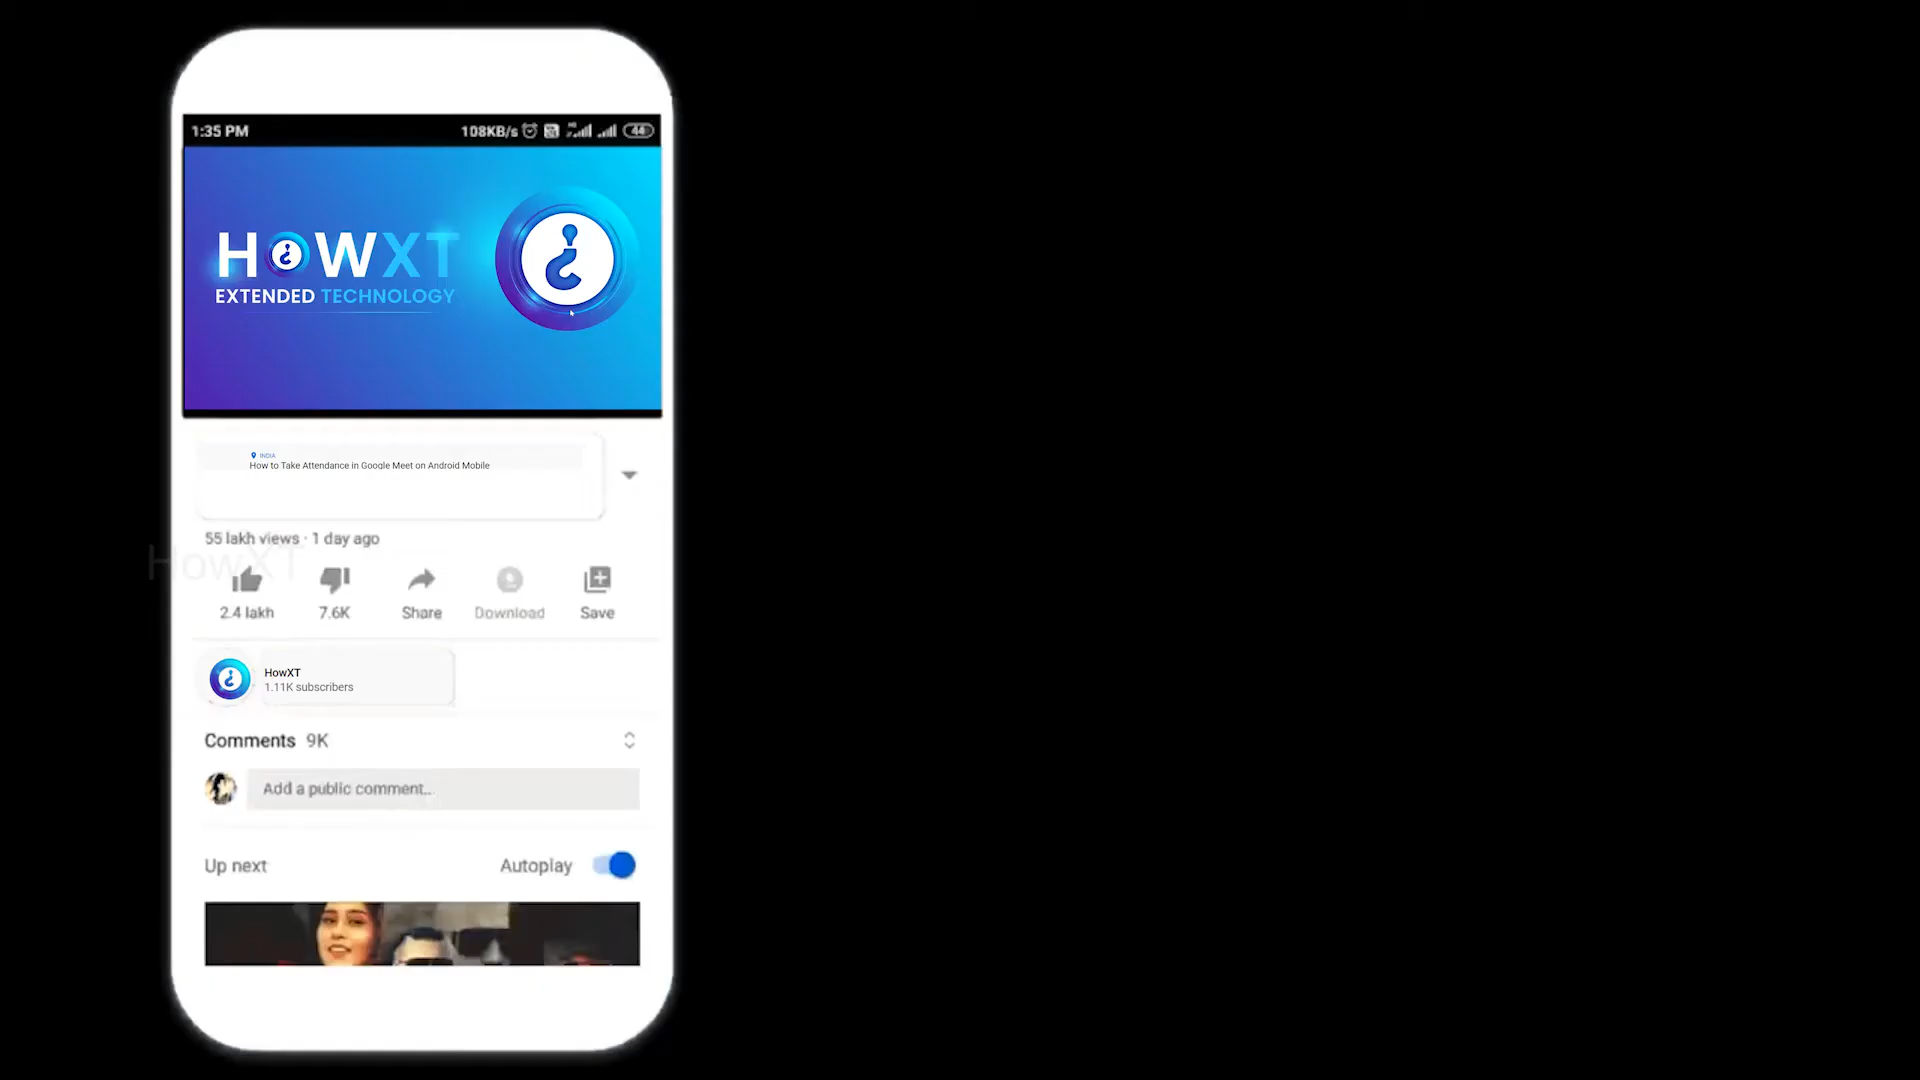 1:35 PM 108KB/s 44
HOWXT
EXTENDED TECHNOLOGY
INDIA
How to Take Attendance in Google Meet on Android Mobile
55 lakh views · 1 day ago
HowXT
2.4 lakh 7.6K Share Download Save
HowXT
1.11K subscribers
Comments 9K
Add a public comment...
Up next Autoplay